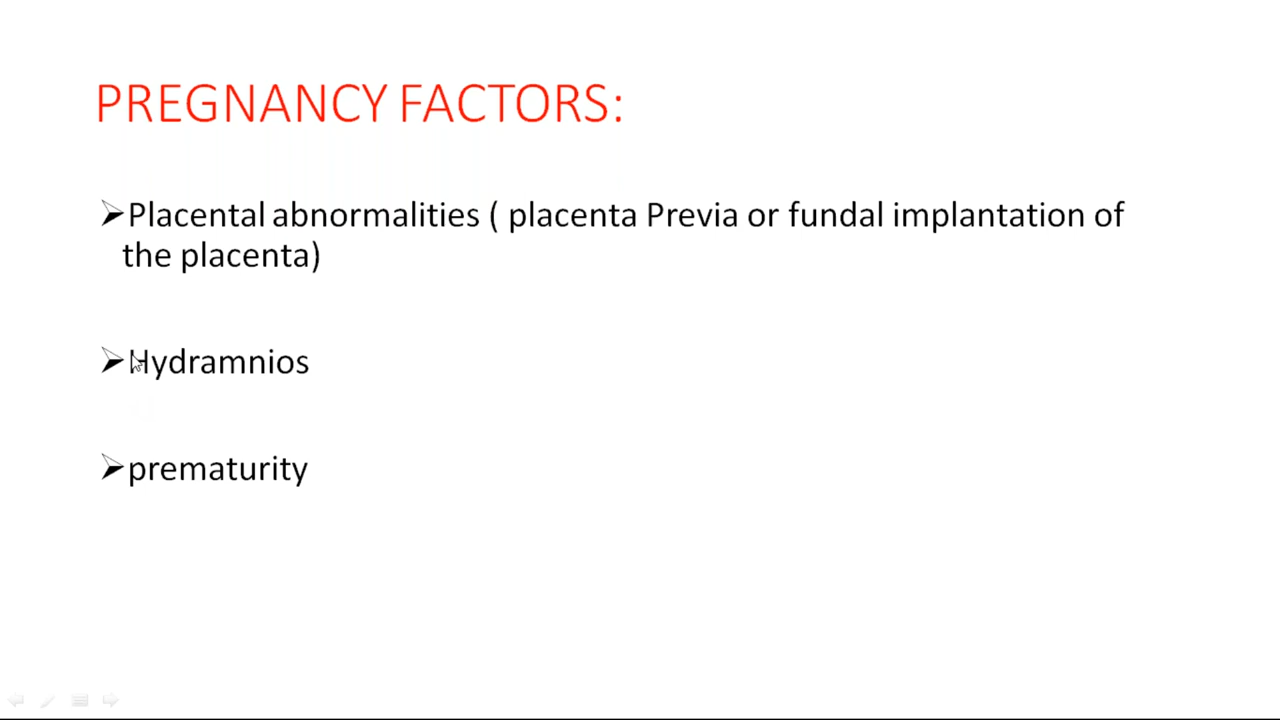 PREGNANCY FACTORS:
➢Placental abnormalities ( placenta Previa or fundal implantation of
the placenta)
➢Hydramnios
➢prematurity